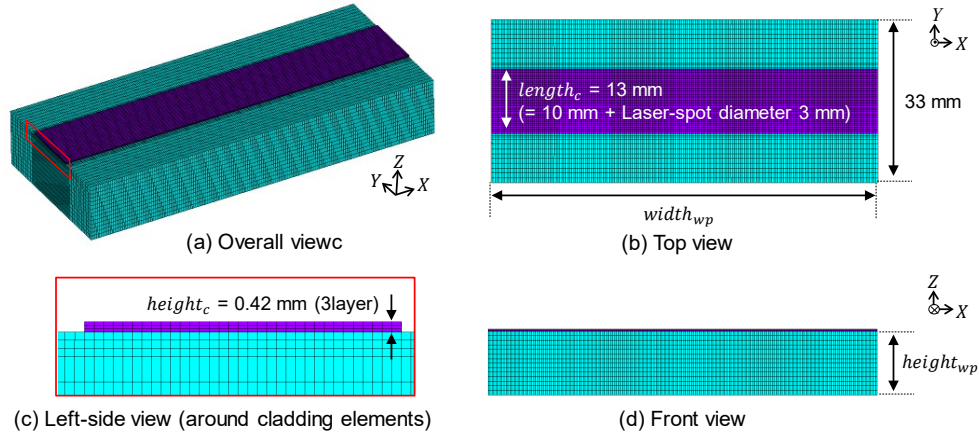 Z
Y
X
(a) Overall viewc
Y
X
length_c = 13 mm
(= 10 mm + Laser-spot diameter 3 mm)
33 mm
width_wp
(b) Top view
height_c = 0.42 mm (3layer)
(c) Left-side view (around cladding elements)
Z
X
height_wp
(d) Front view